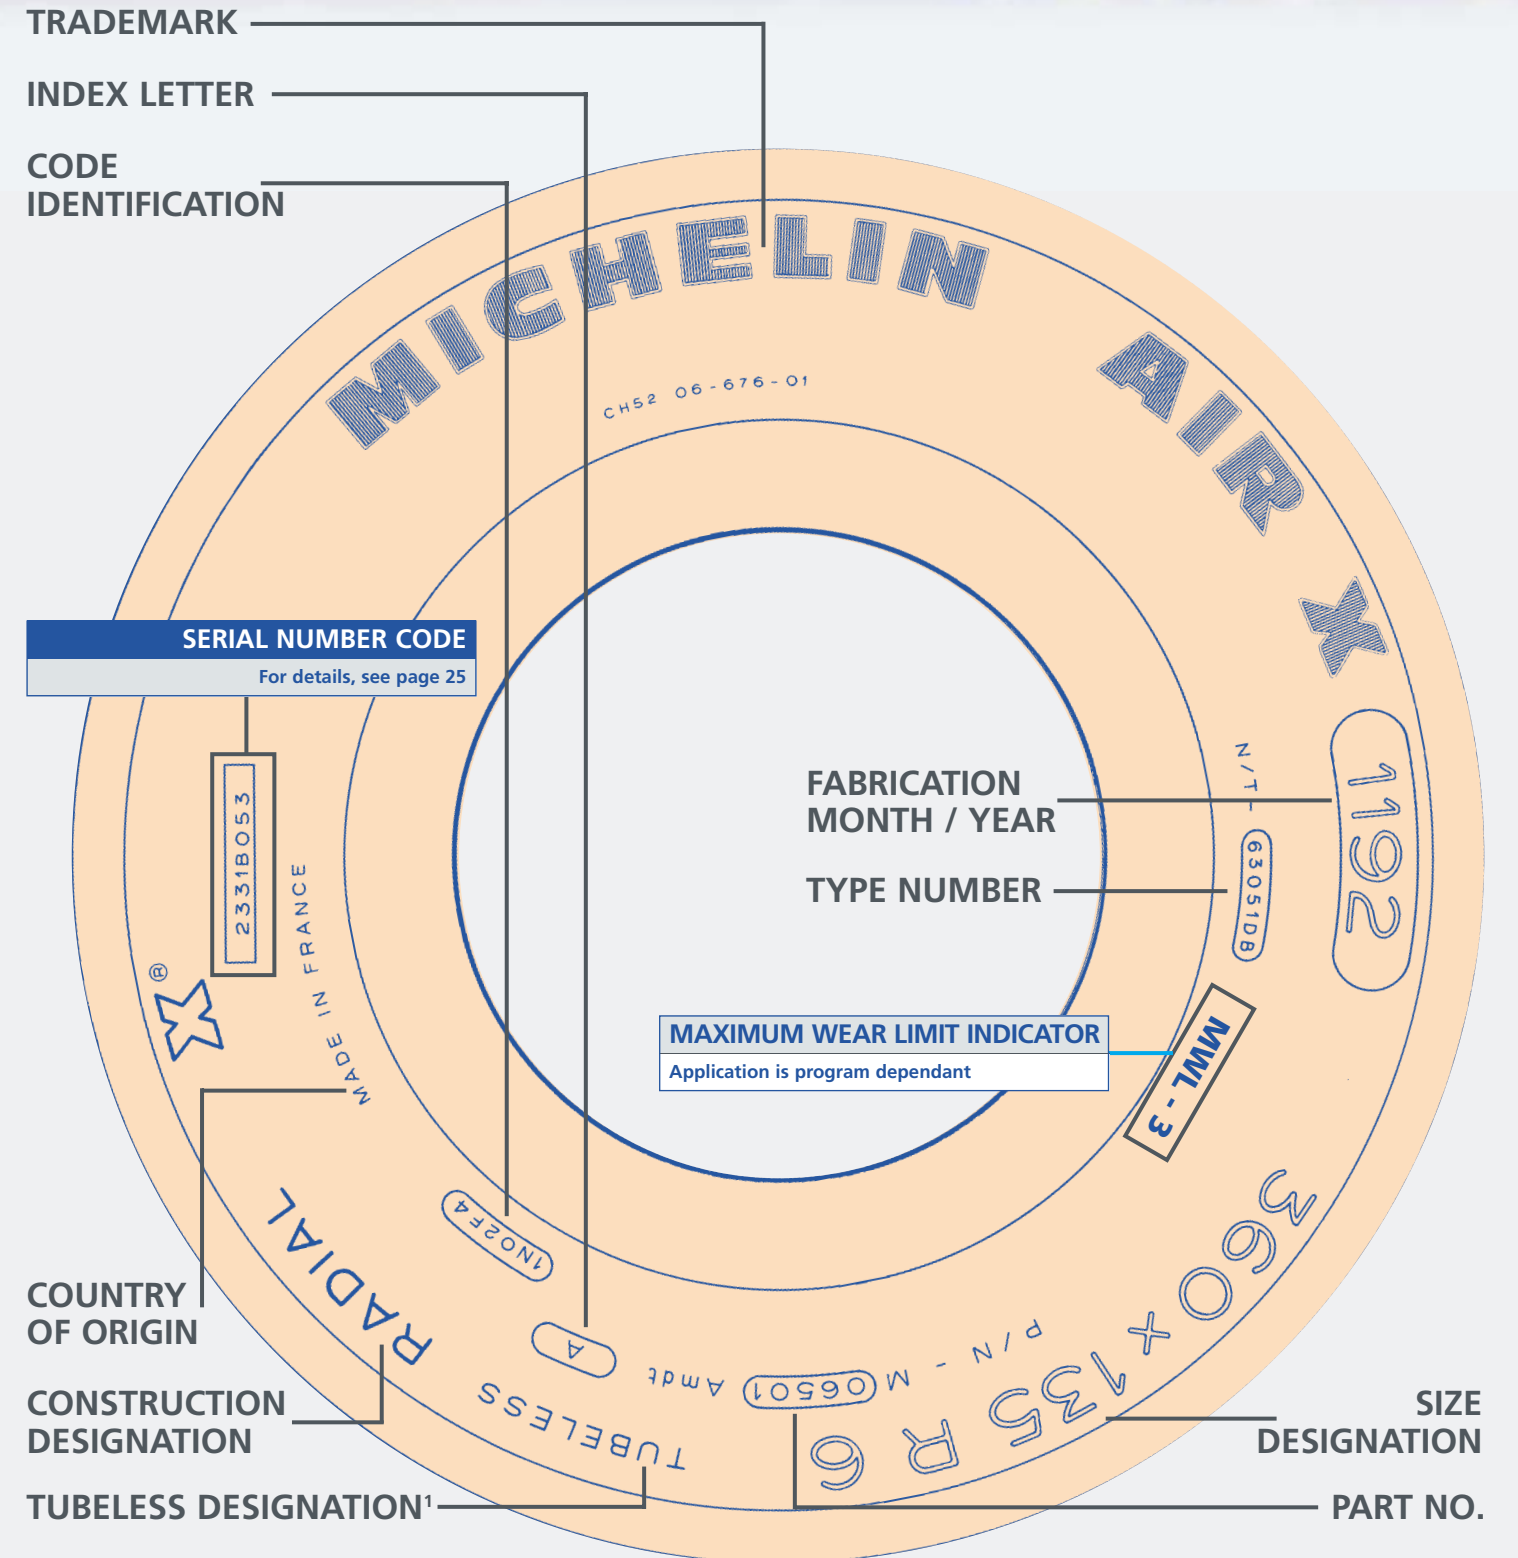 TRADEMARK
INDEX LETTER
CODE
IDENTIFICATION
MICHELIN AIR X
CH52 06-676-01
SERIAL NUMBER CODE
For details, see page 25
2331B053
MADE IN FRANCE
®
FABRICATION
MONTH / YEAR
1192
TYPE NUMBER
N/T - 63051DB
MAXIMUM WEAR LIMIT INDICATOR
Application is program dependant
MWL - 3
360 x 135 R 6
P/N - M 06501 Amdt A
1N02F4
RADIAL
TUBELESS
COUNTRY
OF ORIGIN
CONSTRUCTION
DESIGNATION
TUBELESS DESIGNATION¹
SIZE
DESIGNATION
PART NO.